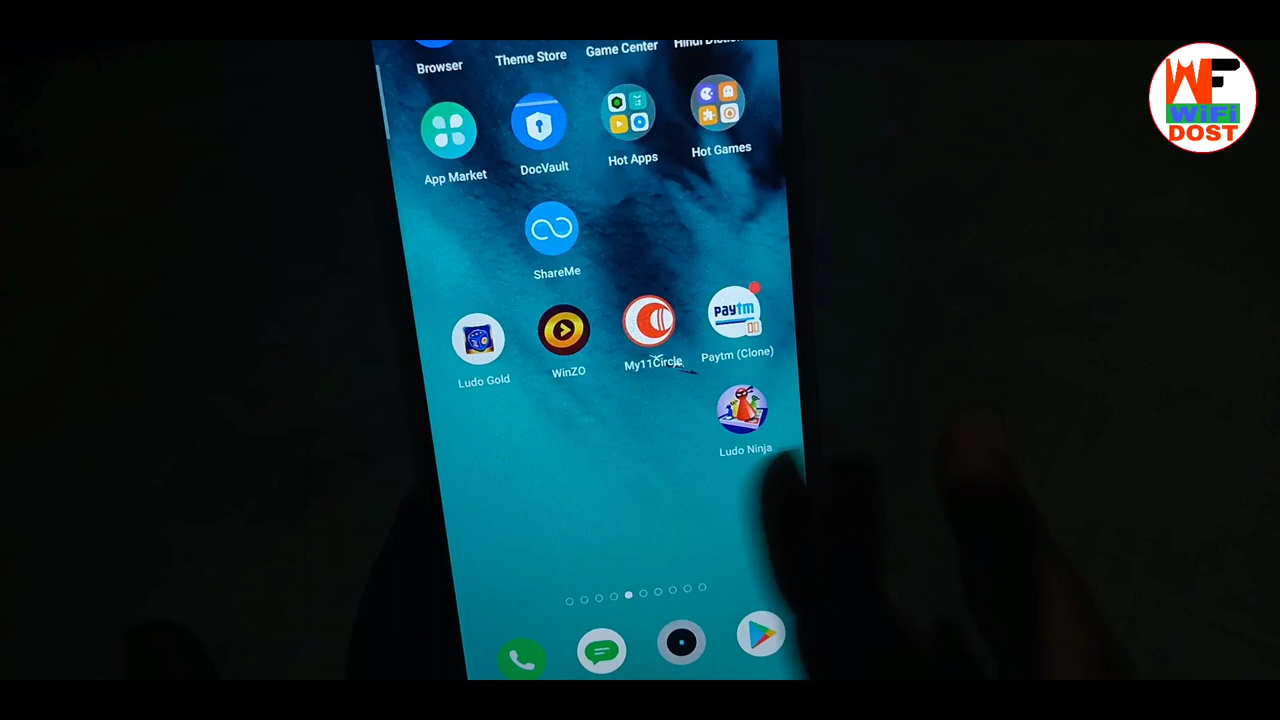 Browser
Theme Store
Game Center
WF
WiFi
DOST
App Market
DocVault
Hot Apps
Hot Games
ShareMe
paytm
Ludo Gold
WinZO
My11Circle
Paytm (Clone)
Ludo Ninja